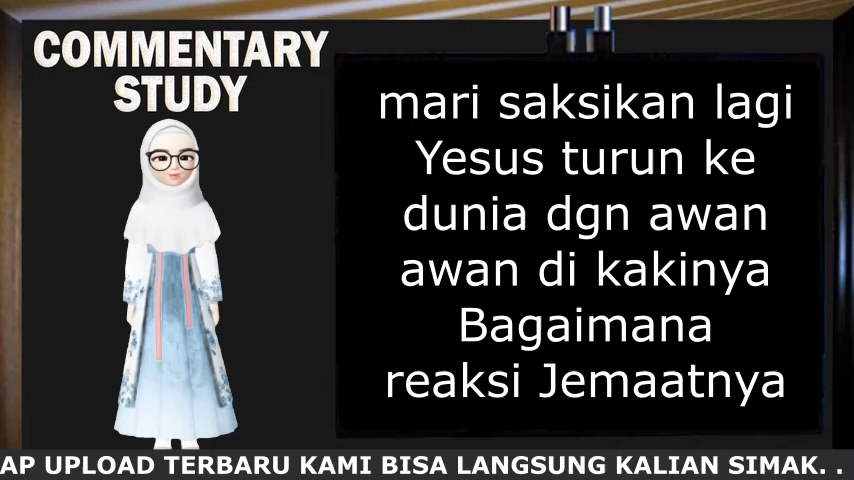 COMMENTARY
STUDY
mari saksikan lagi
Yesus turun ke
dunia dgn awan
awan di kakinya
Bagaimana
reaksi Jemaatnya
AP UPLOAD TERBARU KAMI BISA LANGSUNG KALIAN SIMAK. .